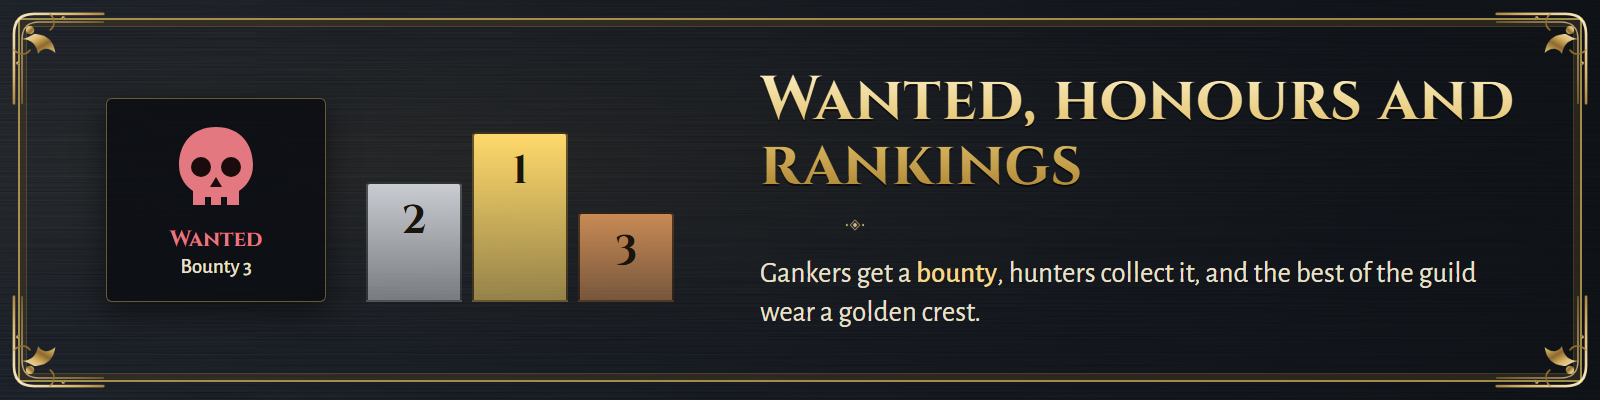 Wanted
Bounty 3
2
1
3
Wanted, honours and
rankings
Gankers get a bounty, hunters collect it, and the best of the guild
wear a golden crest.